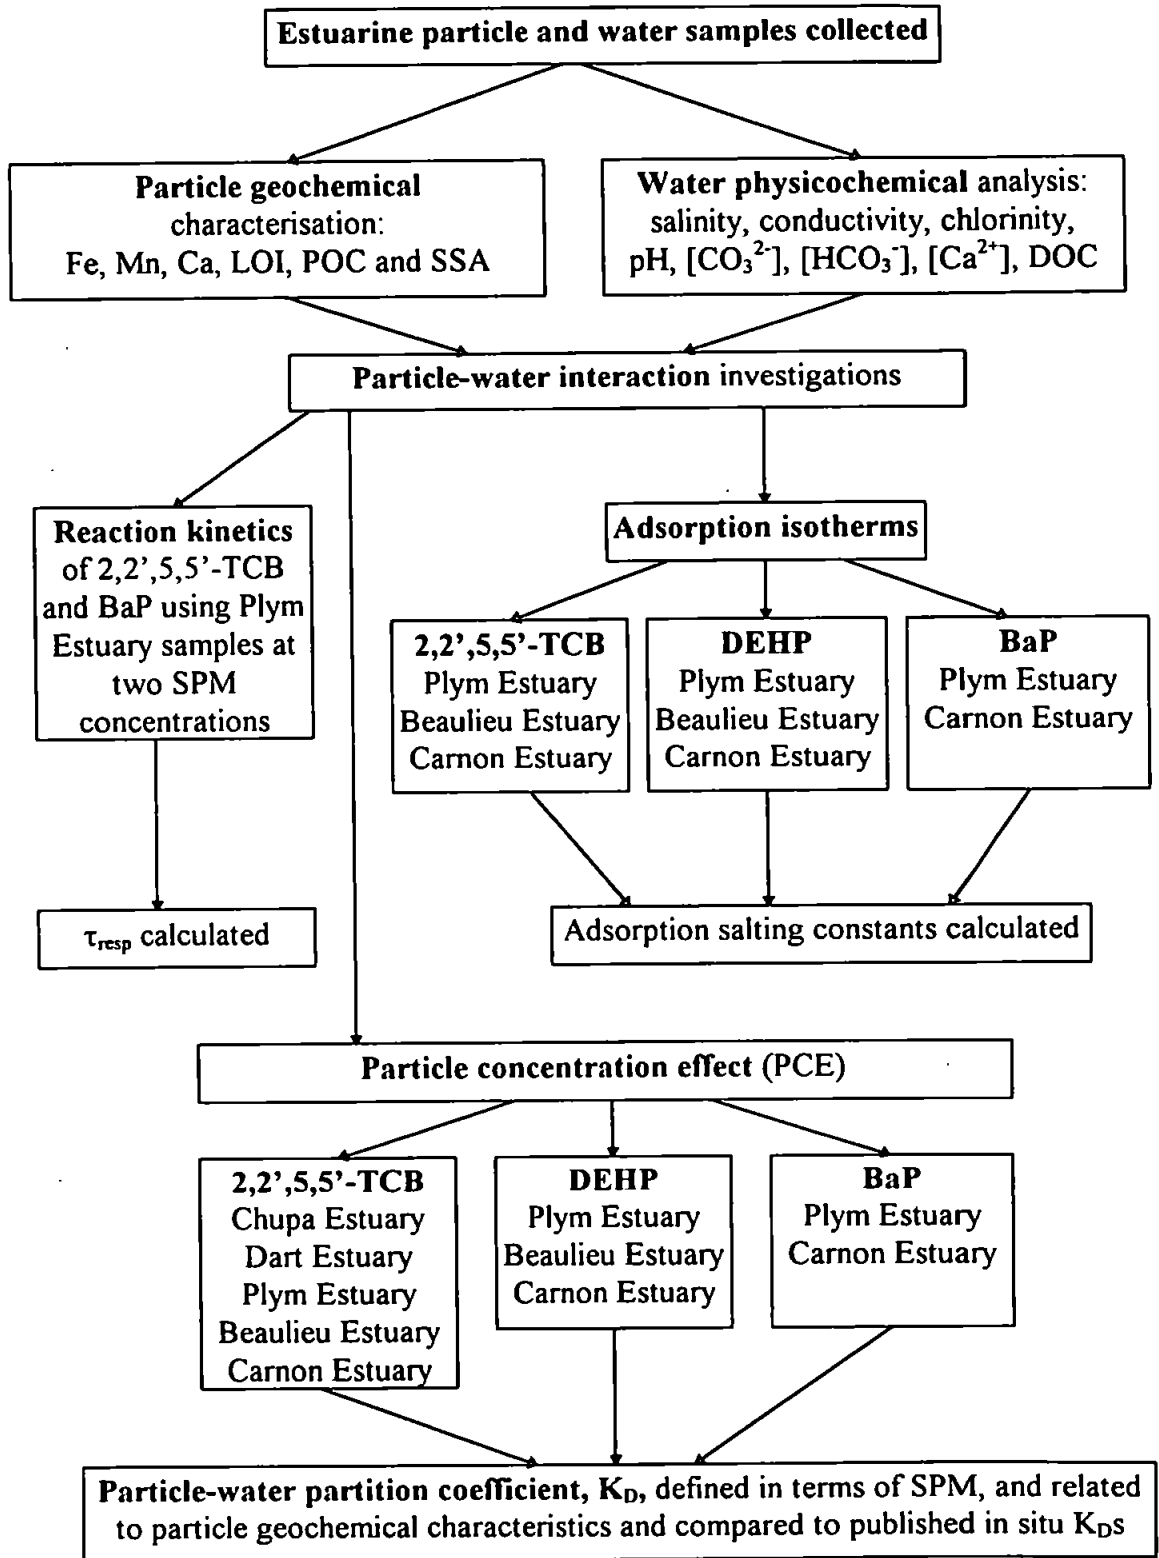 Estuarine particle and water samples collected
Particle geochemical
characterisation:
Fe, Mn, Ca, LOI, POC and SSA
Water physicochemical analysis:
salinity, conductivity, chlorinity,
pH, [CO₃²⁻], [HCO₃⁻], [Ca²⁺], DOC
Particle-water interaction investigations
Reaction kinetics
of 2,2',5,5'-TCB
and BaP using Plym
Estuary samples at
two SPM
concentrations
τresp calculated
Adsorption isotherms
2,2',5,5'-TCB
Plym Estuary
Beaulieu Estuary
Carnon Estuary
DEHP
Plym Estuary
Beaulieu Estuary
Carnon Estuary
BaP
Plym Estuary
Carnon Estuary
Adsorption salting constants calculated
Particle concentration effect (PCE)
2,2',5,5'-TCB
Chupa Estuary
Dart Estuary
Plym Estuary
Beaulieu Estuary
Carnon Estuary
DEHP
Plym Estuary
Beaulieu Estuary
Carnon Estuary
BaP
Plym Estuary
Carnon Estuary
Particle-water partition coefficient, K_D, defined in terms of SPM, and related
to particle geochemical characteristics and compared to published in situ K_Ds